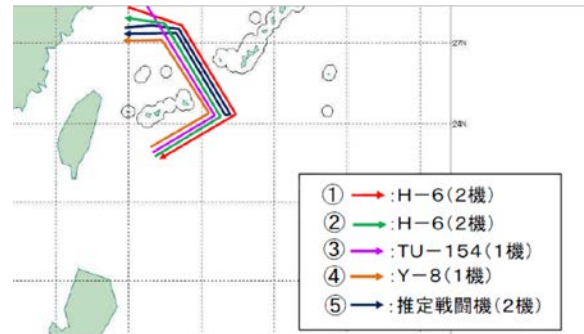 27N
24N
① :H−6(2機)
② :H−6(2機)
③ :TU−154(1機)
④ :Y−8(1機)
⑤ :推定戦闘機(2機)